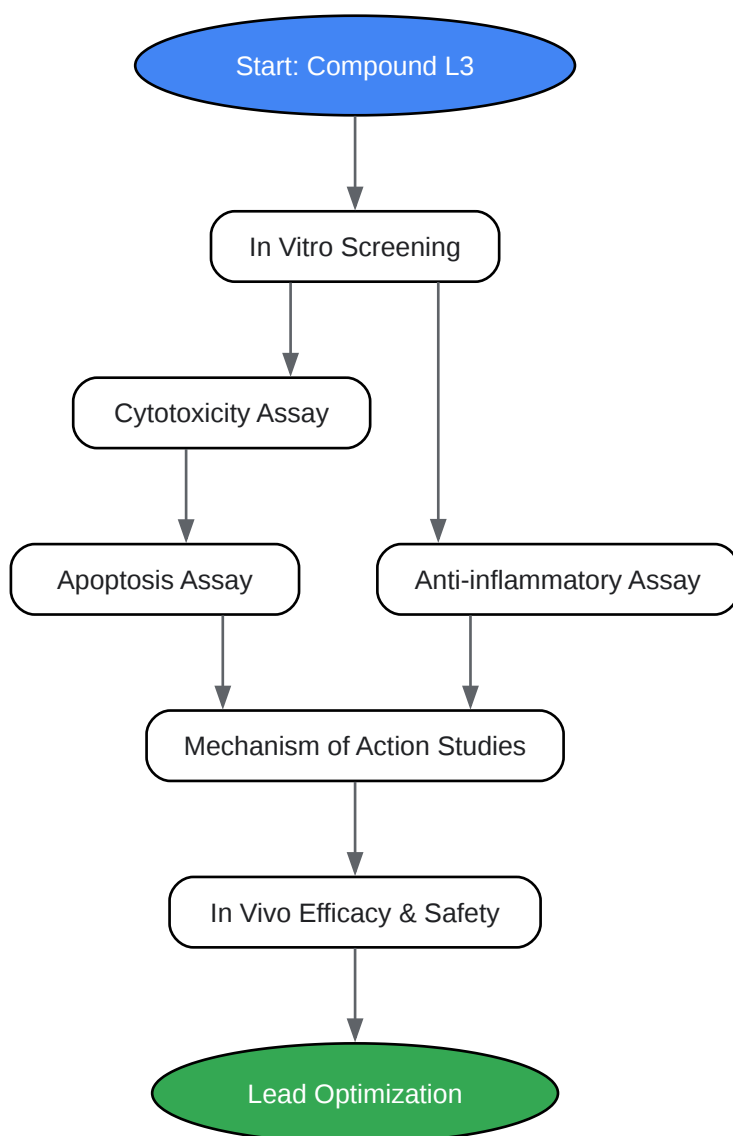 Start: Compound L3
In Vitro Screening
Cytotoxicity Assay
Apoptosis Assay
Anti-inflammatory Assay
Mechanism of Action Studies
In Vivo Efficacy & Safety
Lead Optimization